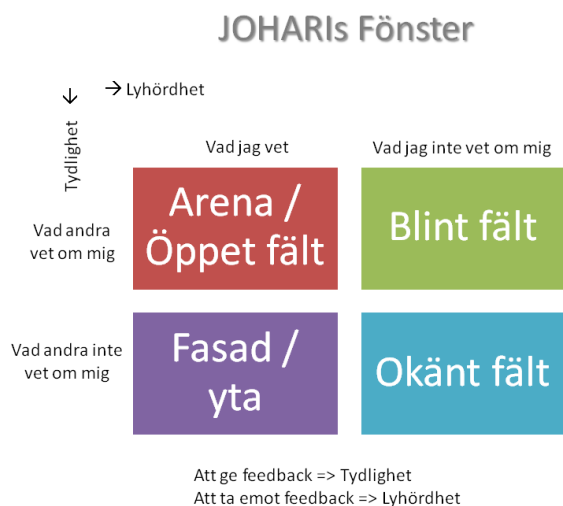 JOHARIs Fönster
→ Lyhördhet
↓
Tydlighet
Vad jag vet
Vad jag inte vet om mig
Vad andra
vet om mig
Arena /
Öppet fält
Blint fält
Vad andra inte
vet om mig
Fasad /
yta
Okänt fält
Att ge feedback => Tydlighet
Att ta emot feedback => Lyhördhet